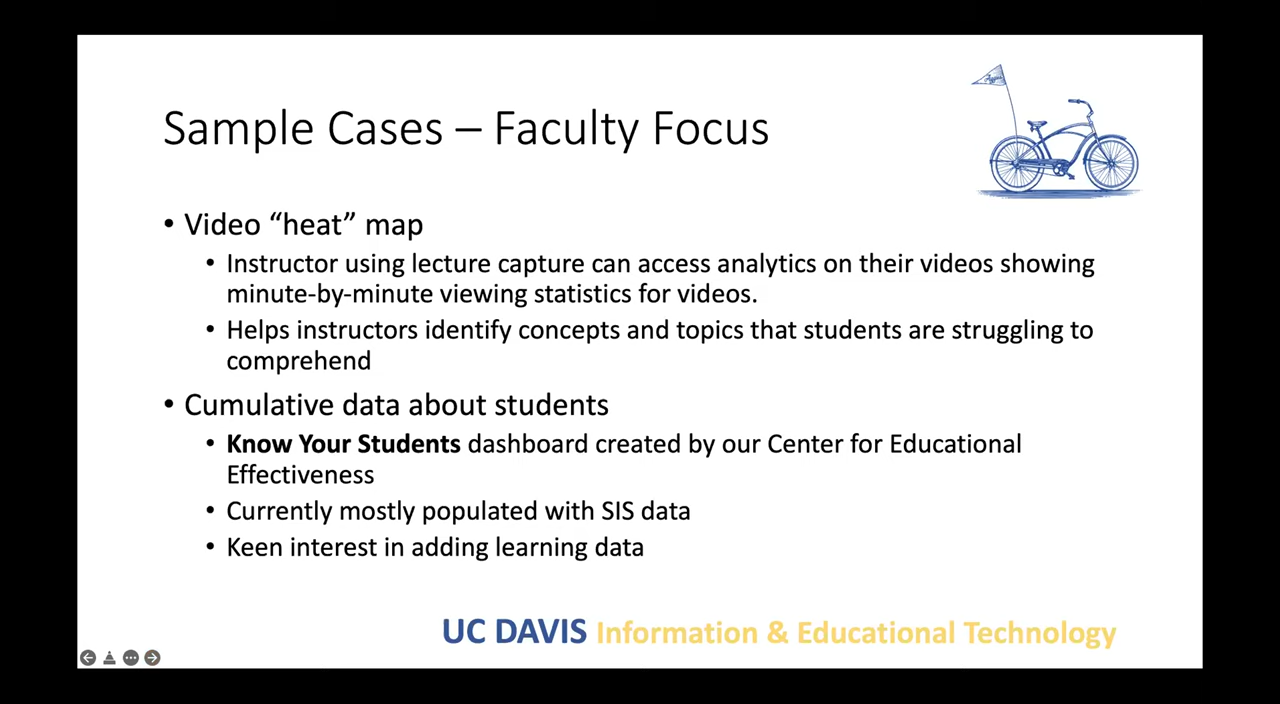 Sample Cases – Faculty Focus
Aggies
• Video “heat” map
• Instructor using lecture capture can access analytics on their videos showing
minute-by-minute viewing statistics for videos.
• Helps instructors identify concepts and topics that students are struggling to
comprehend
• Cumulative data about students
• Know Your Students dashboard created by our Center for Educational
Effectiveness
• Currently mostly populated with SIS data
• Keen interest in adding learning data
UC DAVIS Information & Educational Technology